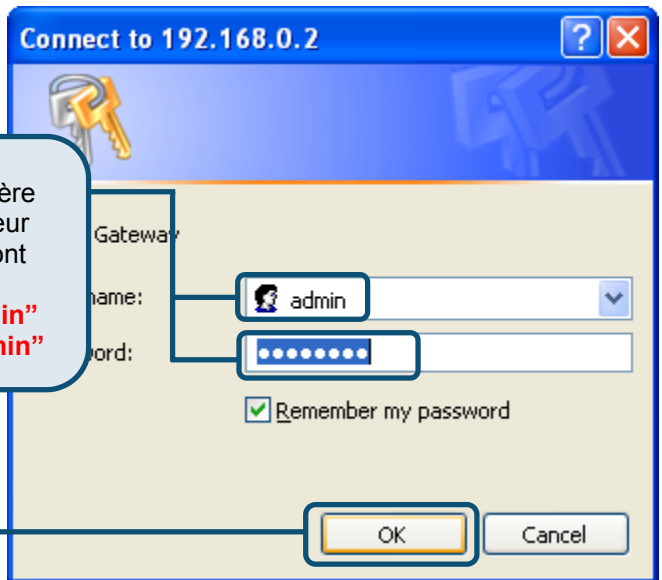 Connect to 192.168.0.2
ère
eur
Gateway
ont
name:
admin
in”
min”
ord:
••••••••
Remember my password
OK
Cancel